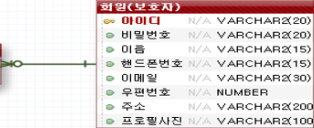 회원(보호자)
아이디 N/A VARCHAR2(20)
비밀번호 N/A VARCHAR2(20)
이름 N/A VARCHAR2(15)
핸드폰번호 N/A VARCHAR2(15)
이메일 N/A VARCHAR2(30)
우편번호 N/A NUMBER
주소 N/A VARCHAR2(200
프로필사진 N/A VARCHAR2(100